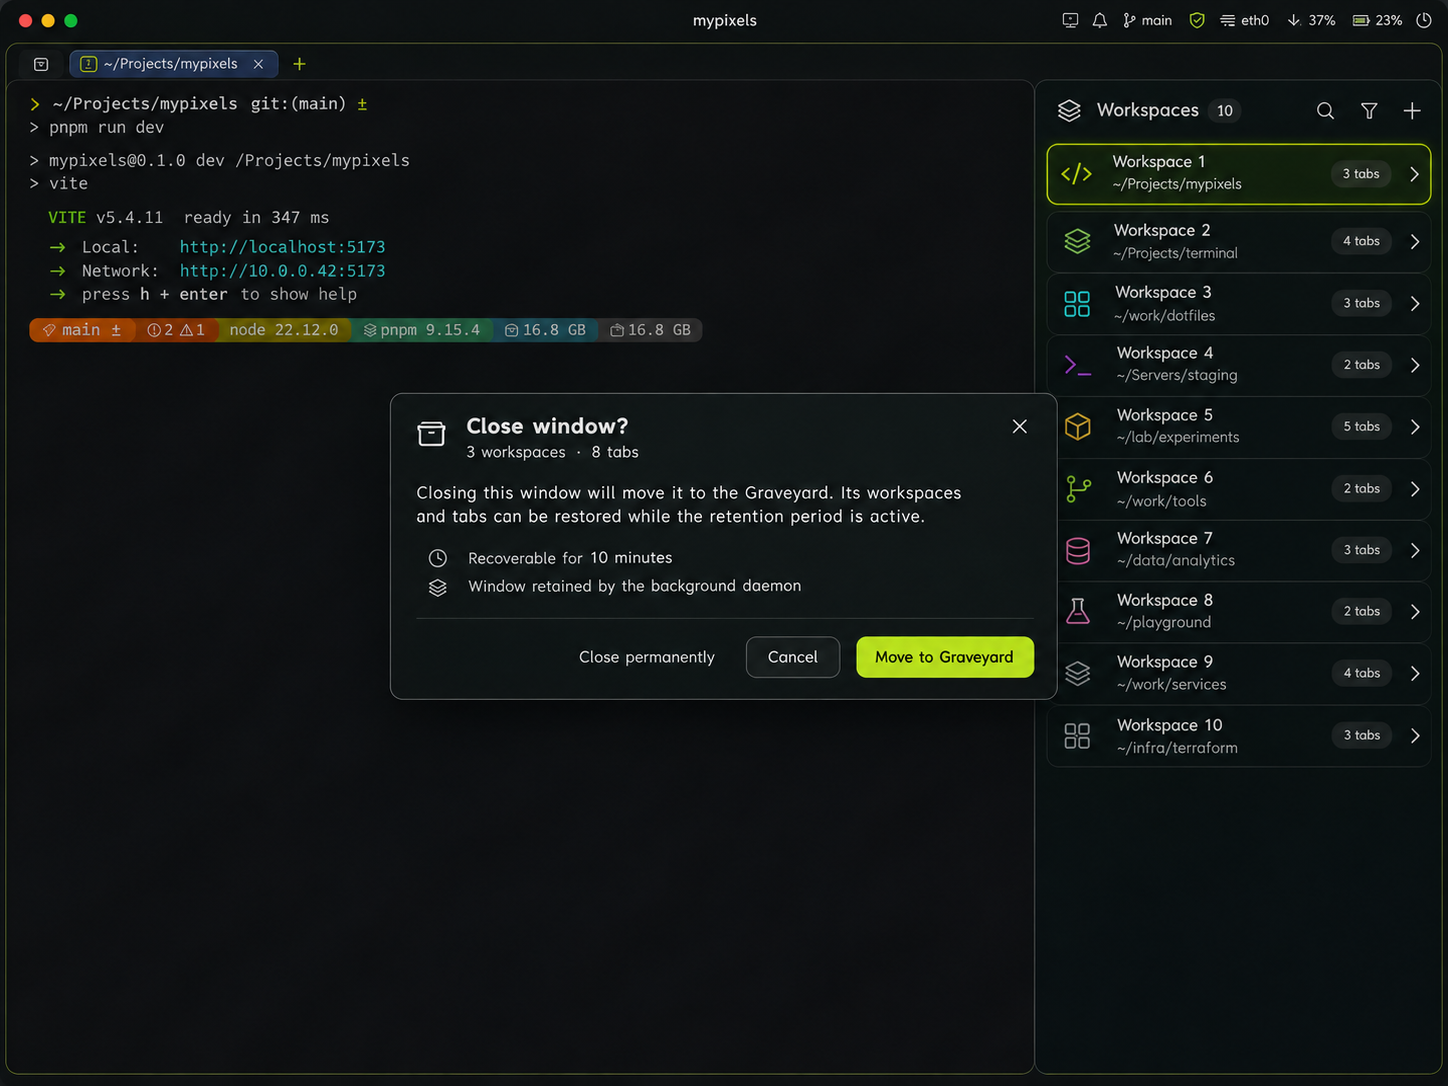 mypixels
main
eth0
37%
23%
~/Projects/mypixels
~/Projects/mypixels git:(main) ±
> pnpm run dev
> mypixels@0.1.0 dev /Projects/mypixels
> vite
VITE v5.4.11 ready in 347 ms
→ Local: http://localhost:5173
→ Network: http://10.0.0.42:5173
→ press h + enter to show help
main ± 2 1 node 22.12.0 pnpm 9.15.4 16.8 GB 16.8 GB
Close window?
3 workspaces · 8 tabs
Closing this window will move it to the Graveyard. Its workspaces
and tabs can be restored while the retention period is active.
Recoverable for 10 minutes
Window retained by the background daemon
Close permanently
Cancel
Move to Graveyard
Workspaces 10
Workspace 1
~/Projects/mypixels
3 tabs
Workspace 2
~/Projects/terminal
4 tabs
Workspace 3
~/work/dotfiles
3 tabs
Workspace 4
~/Servers/staging
2 tabs
Workspace 5
~/lab/experiments
5 tabs
Workspace 6
~/work/tools
2 tabs
Workspace 7
~/data/analytics
3 tabs
Workspace 8
~/playground
2 tabs
Workspace 9
~/work/services
4 tabs
Workspace 10
~/infra/terraform
3 tabs